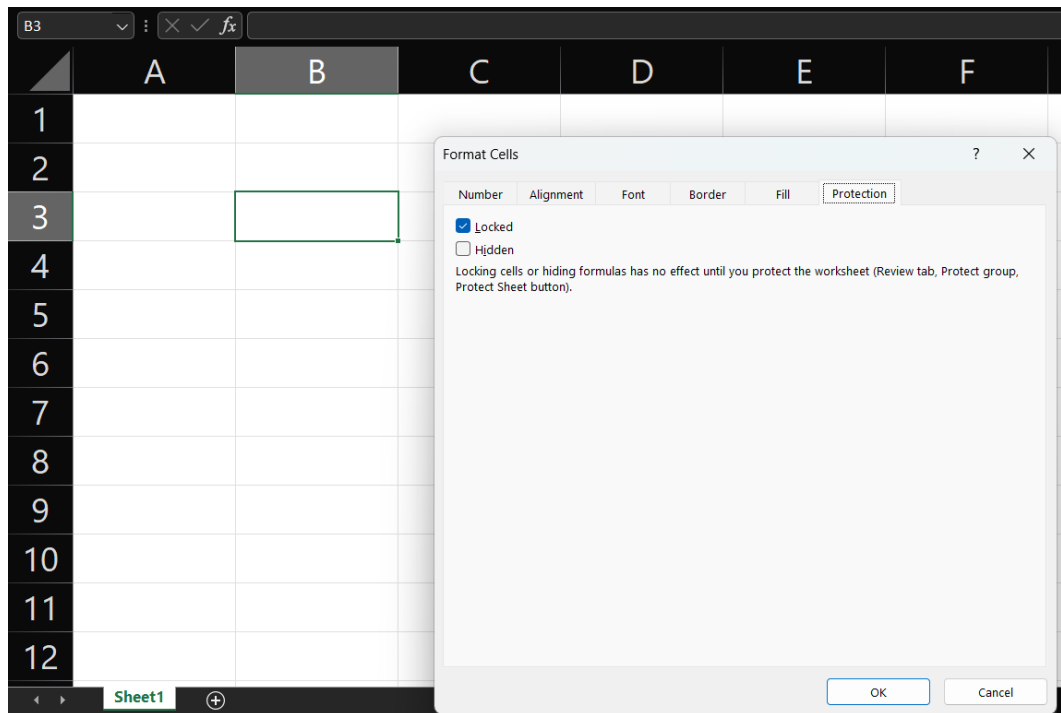 B3 fx
A B C D E F
1
2
3
4
5
6
7
8
9
10
11
12
Format Cells ?
Number Alignment Font Border Fill Protection
Locked
Hidden
Locking cells or hiding formulas has no effect until you protect the worksheet (Review tab, Protect group,
Protect Sheet button).
OK Cancel
Sheet1